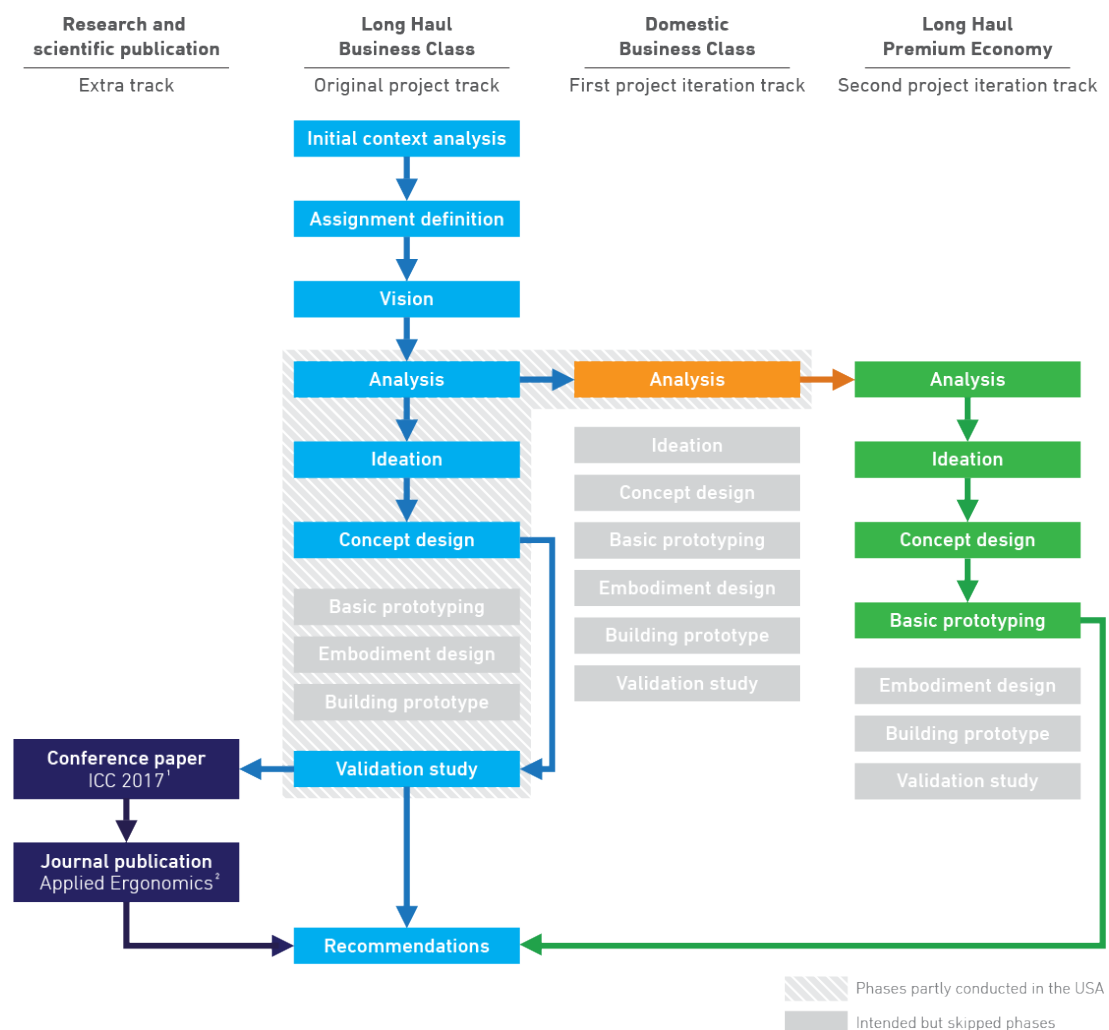 Research and
scientific publication
Extra track
Long Haul
Business Class
Original project track
Domestic
Business Class
First project iteration track
Long Haul
Premium Economy
Second project iteration track
Initial context analysis
Assignment definition
Vision
Analysis
Ideation
Concept design
Basic prototyping
Embodiment design
Building prototype
Validation study
Recommendations
Conference paper
ICC 2017¹
Journal publication
Applied Ergonomics²
Analysis
Ideation
Concept design
Basic prototyping
Embodiment design
Building prototype
Validation study
Analysis
Ideation
Concept design
Basic prototyping
Embodiment design
Building prototype
Validation study
Phases partly conducted in the USA
Intended but skipped phases